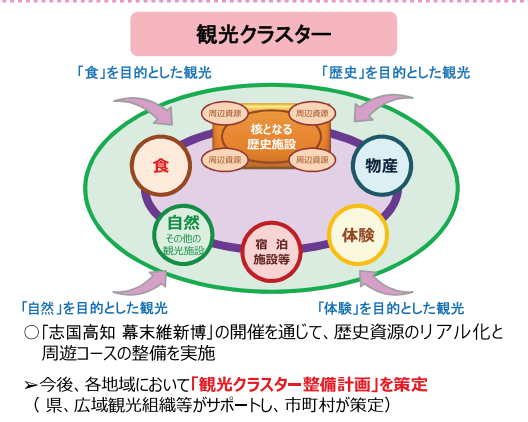 観光クラスター
「食」を目的とした観光
「歴史」を目的とした観光
周辺資源
周辺資源
核となる
歴史施設
周辺資源
周辺資源
食
物産
自然
その他の
観光施設
宿 泊
施設等
体験
「自然」を目的とした観光
「体験」を目的とした観光
○「志国高知 幕末維新博」の開催を通じて、歴史資源のリアル化と
周遊コースの整備を実施
➢今後、各地域において「観光クラスター整備計画」を策定
（ 県、広域観光組織等がサポートし、市町村が策定）